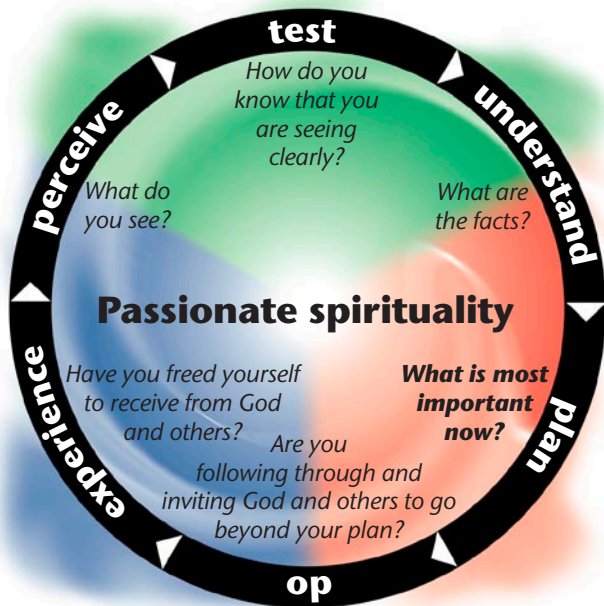 test
How do you
know that you
are seeing
clearly?
understand
What are
the facts?
perceive
What do
you see?
Passionate spirituality
What is most
important
now?
plan
Are you
following through and
inviting God and others to go
beyond your plan?
do
Have you freed yourself
to receive from God
and others?
experience